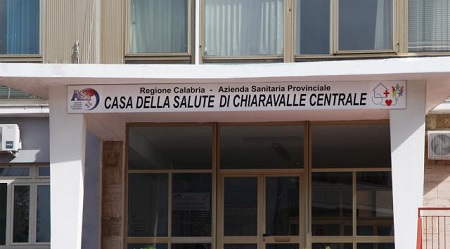 Regione Calabria - Azienda Sanitaria Provinciale
CASA DELLA SALUTE DI CHIARAVALLE CENTRALE